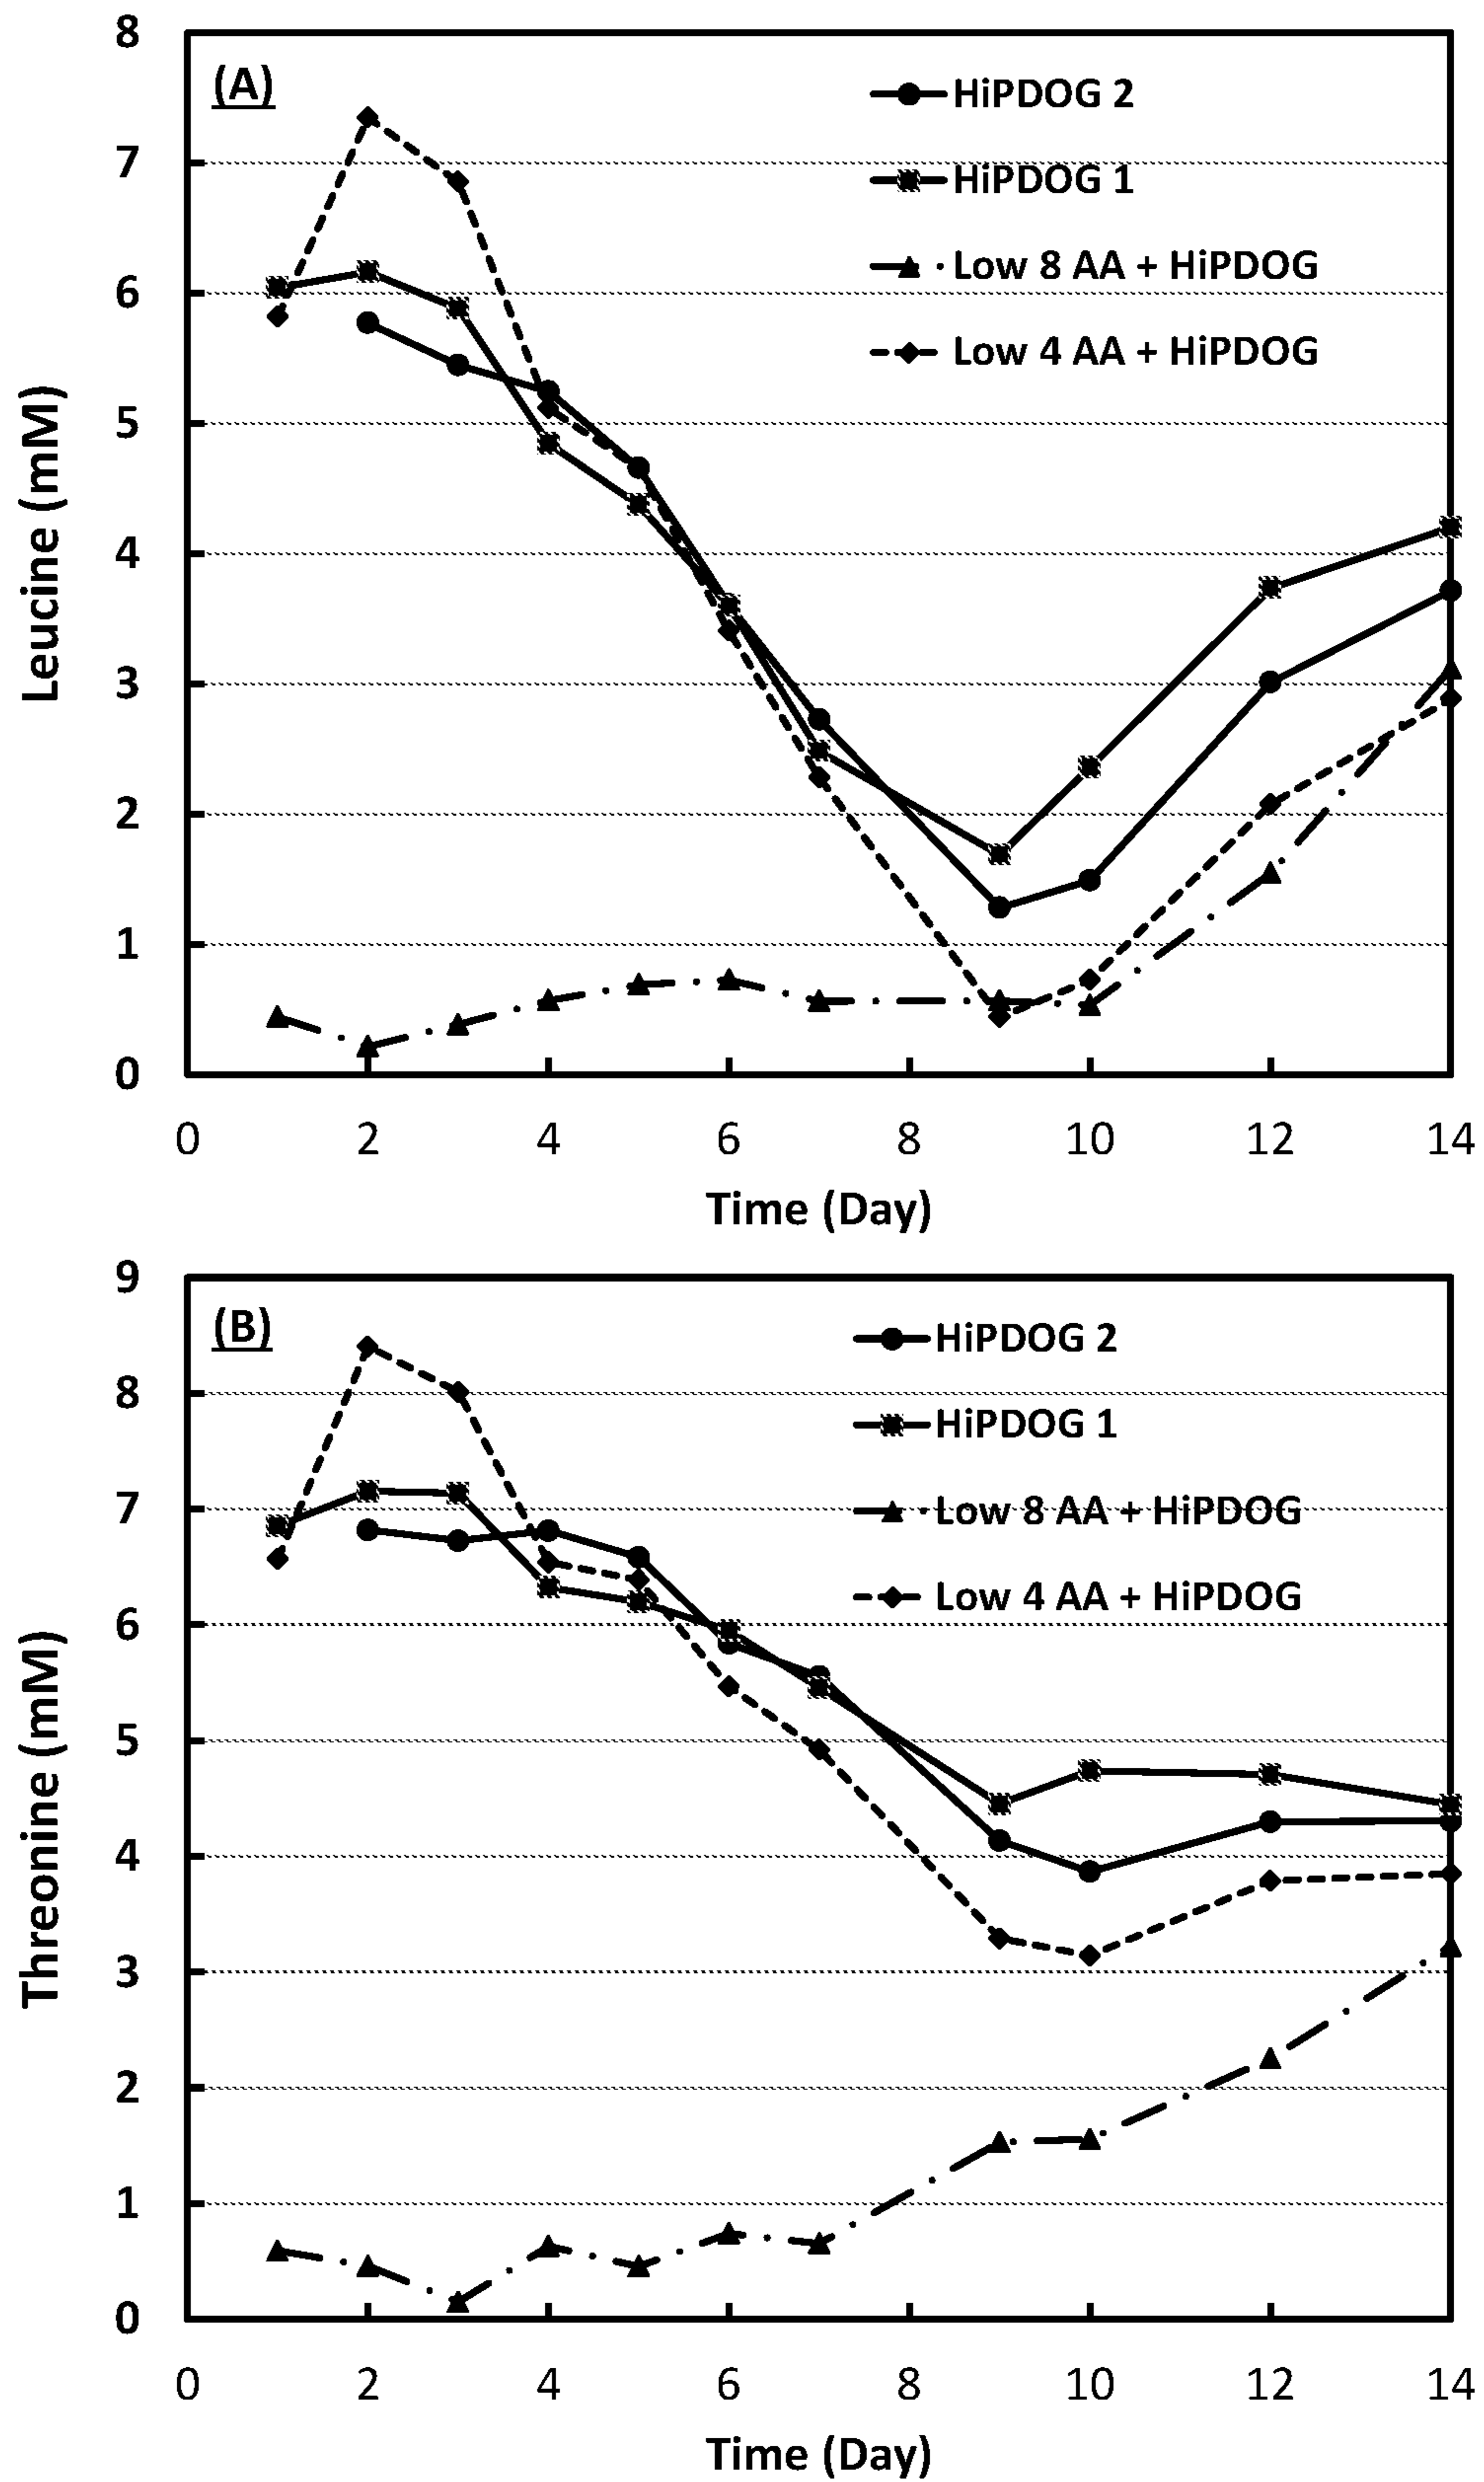 (A)
HiPDOG 2
HiPDOG 1
Low 8 AA + HiPDOG
Low 4 AA + HiPDOG
Leucine (mM)
8
7
6
5
4
3
2
1
0
0 2 4 6 8 10 12 14
Time (Day)
(B)
HiPDOG 2
HiPDOG 1
Low 8 AA + HiPDOG
Low 4 AA + HiPDOG
Threonine (mM)
9
8
7
6
5
4
3
2
1
0
0 2 4 6 8 10 12 14
Time (Day)